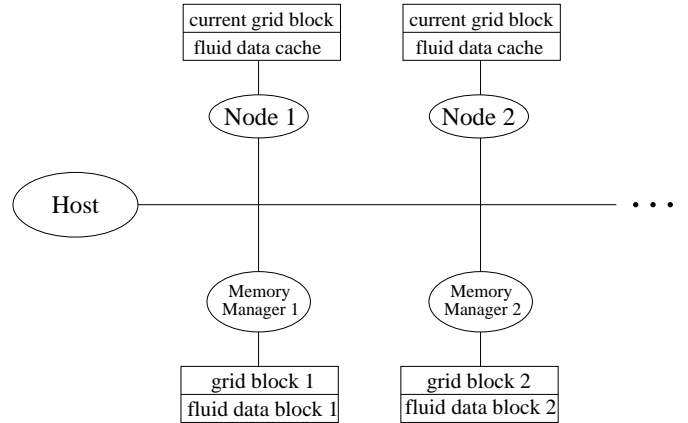 current grid block
fluid data cache
current grid block
fluid data cache
Node 1
Node 2
Host
Memory
Manager 1
Memory
Manager 2
grid block 1
fluid data block 1
grid block 2
fluid data block 2